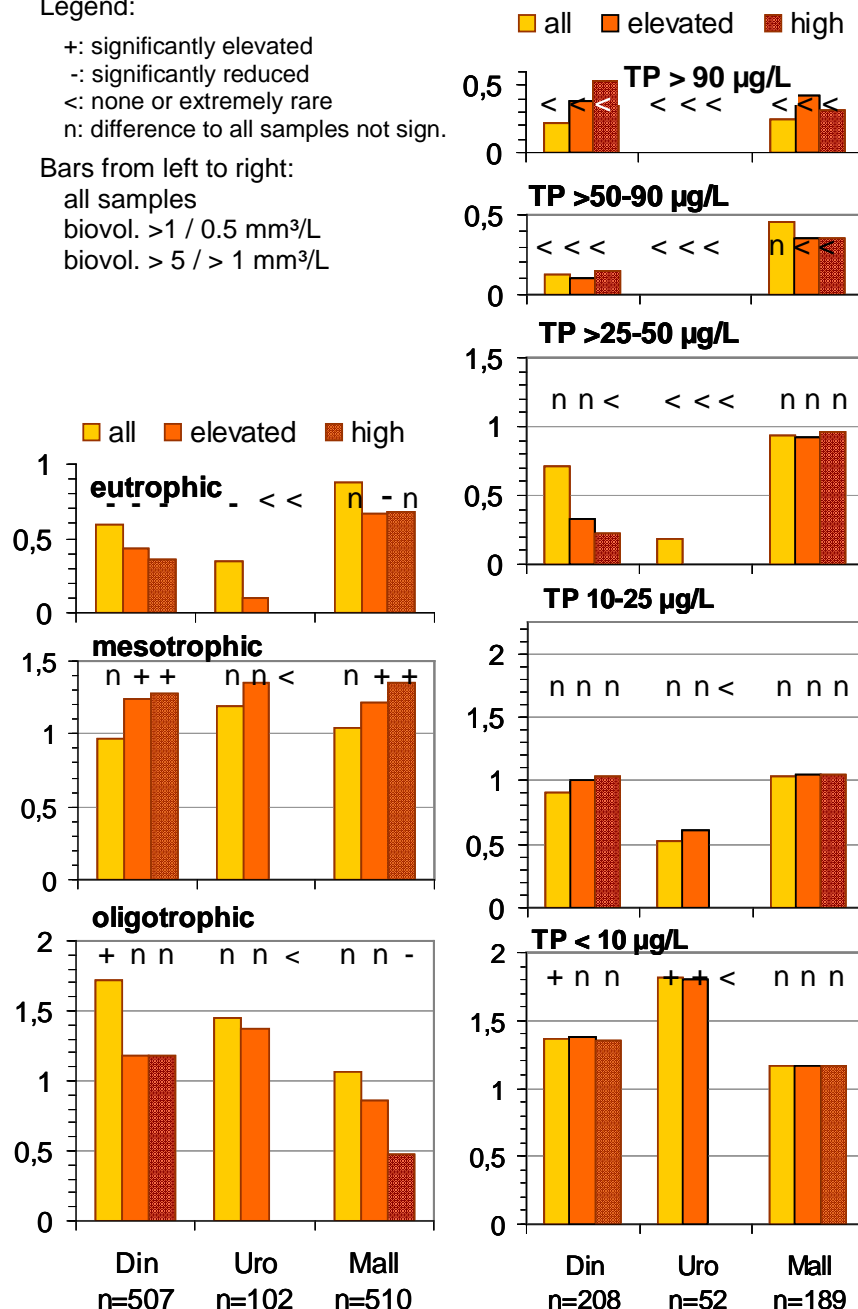 Legend:
+: significantly elevated
-: significantly reduced
<: none or extremely rare
n: difference to all samples not sign.
Bars from left to right:
all samples
biovol. >1 / 0.5 mm³/L
biovol. > 5 / > 1 mm³/L
all elevated high
eutrophic
1
0,5
0
- - - - < < n - n
mesotrophic
1,5
1
0,5
0
n + + n n < n + +
oligotrophic
2
1,5
1
0,5
0
+ n n n n < n n -
Din Uro Mall
n=507 n=102 n=510
all elevated high
TP > 90 µg/L
0,5
0
< < < < < < < < <
TP >50-90 µg/L
0,5
0
< < < < < < n < <
TP >25-50 µg/L
1,5
1
0,5
0
n n < < < < n n n
TP 10-25 µg/L
2
1,5
1
0,5
0
n n n n n < n n n
TP < 10 µg/L
2
1,5
1
0,5
0
+ n n + + < n n n
Din Uro Mall
n=208 n=52 n=189